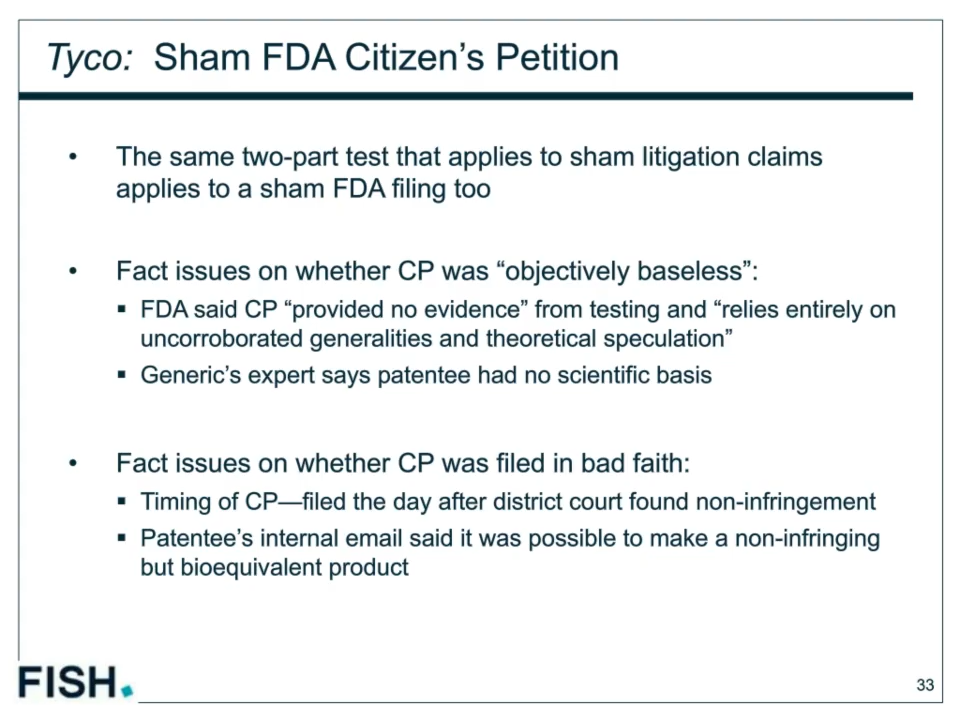 Tyco: Sham FDA Citizen’s Petition
• The same two-part test that applies to sham litigation claims
applies to a sham FDA filing too
• Fact issues on whether CP was “objectively baseless”:
▪ FDA said CP “provided no evidence” from testing and “relies entirely on
uncorroborated generalities and theoretical speculation”
▪ Generic’s expert says patentee had no scientific basis
• Fact issues on whether CP was filed in bad faith:
▪ Timing of CP—filed the day after district court found non-infringement
▪ Patentee’s internal email said it was possible to make a non-infringing
but bioequivalent product
FISH.
33